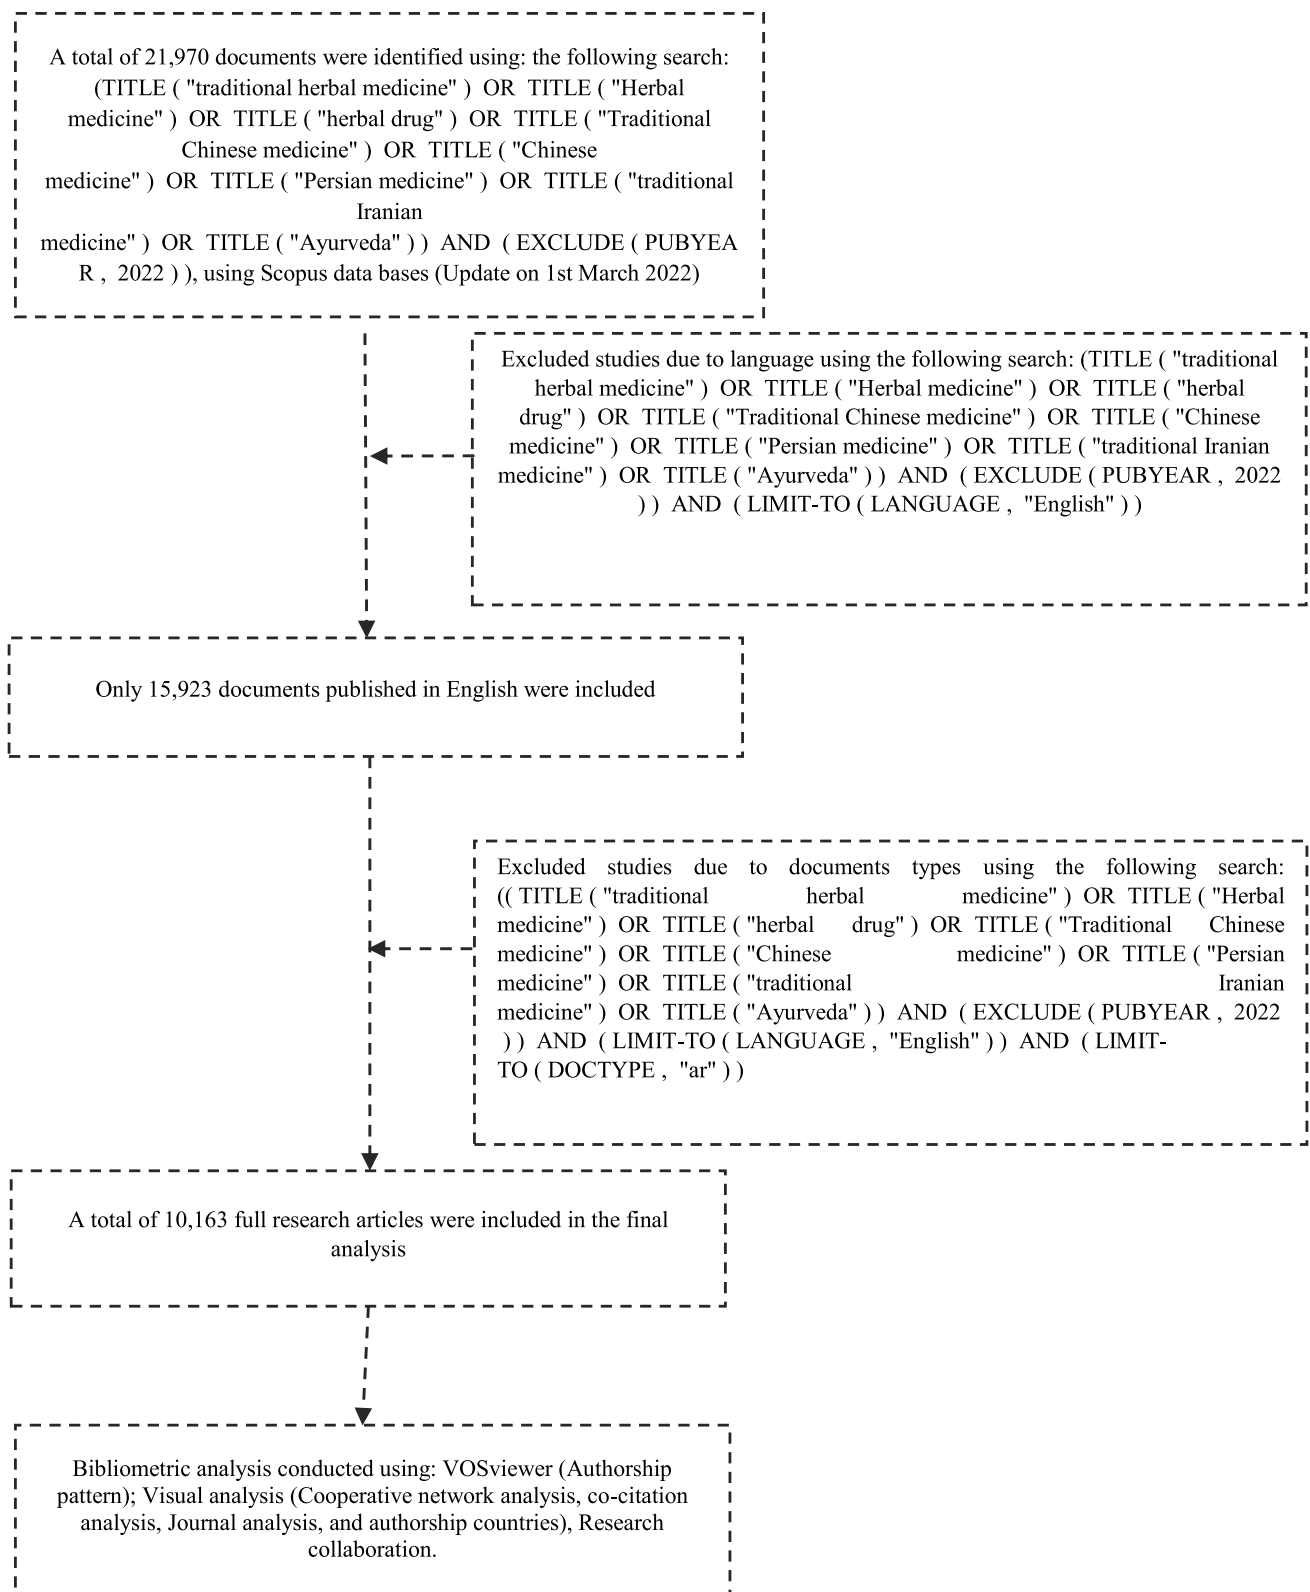 A total of 21,970 documents were identified using: the following search:
(TITLE ( "traditional herbal medicine" ) OR TITLE ( "Herbal
medicine" ) OR TITLE ( "herbal drug" ) OR TITLE ( "Traditional
Chinese medicine" ) OR TITLE ( "Chinese
medicine" ) OR TITLE ( "Persian medicine" ) OR TITLE ( "traditional
Iranian
medicine" ) OR TITLE ( "Ayurveda" ) ) AND ( EXCLUDE ( PUBYEA
R , 2022 ) ), using Scopus data bases (Update on 1st March 2022)
Excluded studies due to language using the following search: (TITLE ( "traditional
herbal medicine" ) OR TITLE ( "Herbal medicine" ) OR TITLE ( "herbal
drug" ) OR TITLE ( "Traditional Chinese medicine" ) OR TITLE ( "Chinese
medicine" ) OR TITLE ( "Persian medicine" ) OR TITLE ( "traditional Iranian
medicine" ) OR TITLE ( "Ayurveda" ) ) AND ( EXCLUDE ( PUBYEAR , 2022
) ) AND ( LIMIT-TO ( LANGUAGE , "English" ) )
Only 15,923 documents published in English were included
Excluded studies due to documents types using the following search:
(( TITLE ( "traditional herbal medicine" ) OR TITLE ( "Herbal
medicine" ) OR TITLE ( "herbal drug" ) OR TITLE ( "Traditional Chinese
medicine" ) OR TITLE ( "Chinese medicine" ) OR TITLE ( "Persian
medicine" ) OR TITLE ( "traditional Iranian
medicine" ) OR TITLE ( "Ayurveda" ) ) AND ( EXCLUDE ( PUBYEAR , 2022
) ) AND ( LIMIT-TO ( LANGUAGE , "English" ) ) AND ( LIMIT-
TO ( DOCTYPE , "ar" ) )
A total of 10,163 full research articles were included in the final
analysis
Bibliometric analysis conducted using: VOSviewer (Authorship
pattern); Visual analysis (Cooperative network analysis, co-citation
analysis, Journal analysis, and authorship countries), Research
collaboration.